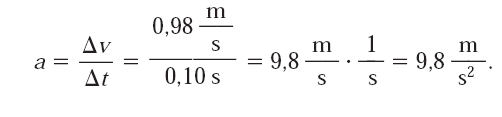 a = Δv/Δt = 0,98 m/s / 0,10 s = 9,8 m/s · 1/s = 9,8 m/s².